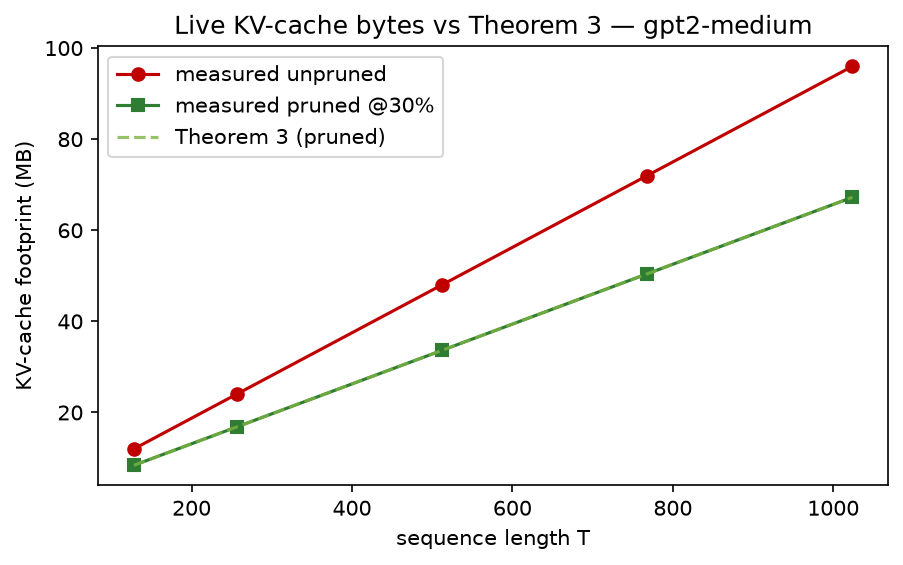 Live KV-cache bytes vs Theorem 3 — gpt2-medium
measured unpruned
measured pruned @30%
Theorem 3 (pruned)
KV-cache footprint (MB)
100
80
60
40
20
200 400 600 800 1000
sequence length T